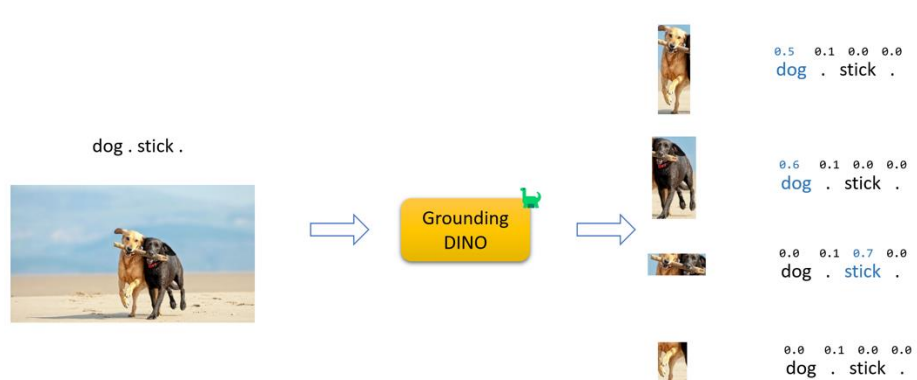 dog . stick .
Grounding
DINO
0.5 0.1 0.0 0.0
dog . stick .
0.6 0.1 0.0 0.0
dog . stick .
0.0 0.1 0.7 0.0
dog . stick .
0.0 0.1 0.0 0.0
dog . stick .